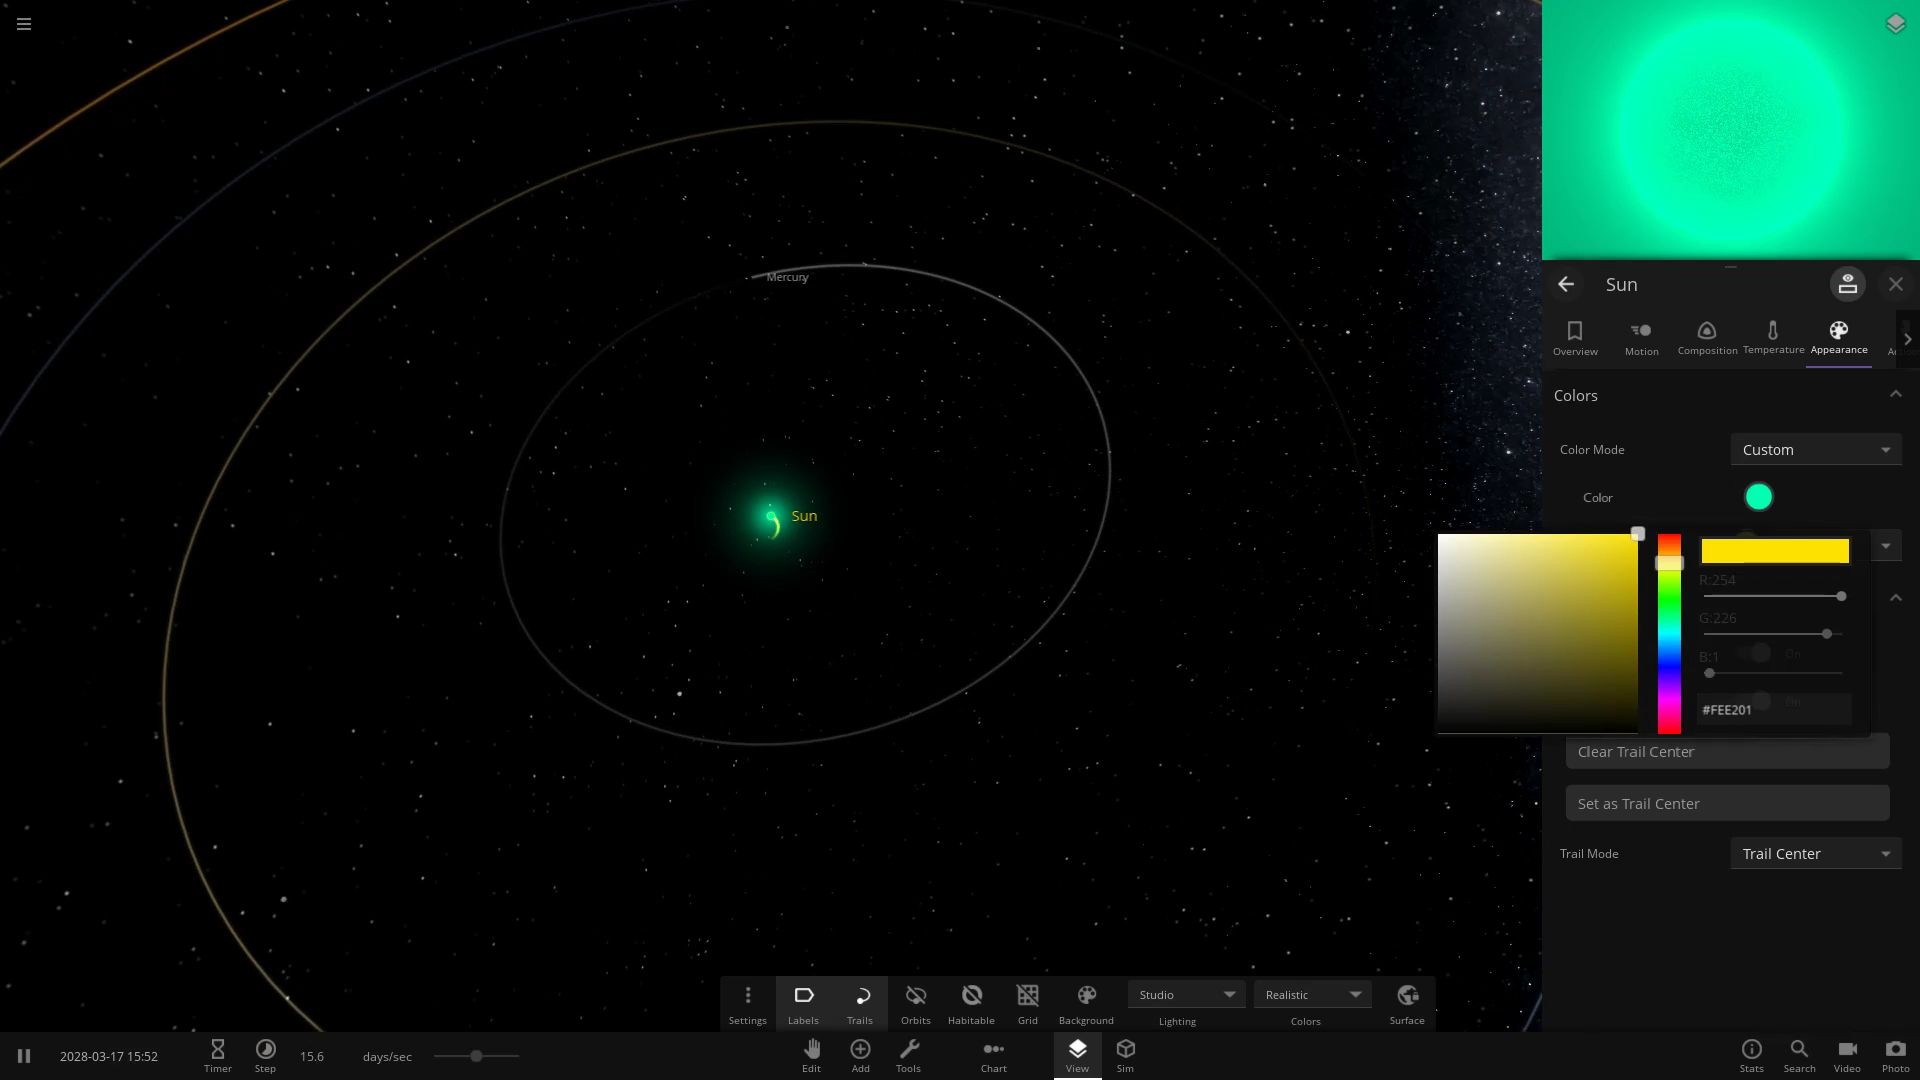 Mercury
Sun
Sun
Overview
Motion
Composition
Temperature
Appearance
Colors
Color Mode
Custom
Color
R:254
G:226
B:1
On
On
#FEE201
Clear Trail Center
Set as Trail Center
Trail Mode
Trail Center
Settings
Labels
Trails
Orbits
Habitable
Grid
Background
Studio
Lighting
Realistic
Colors
Surface
2028-03-17 15:52
Timer
Step
15.6
days/sec
Edit
Add
Tools
Chart
View
Sim
Stats
Search
Video
Photo